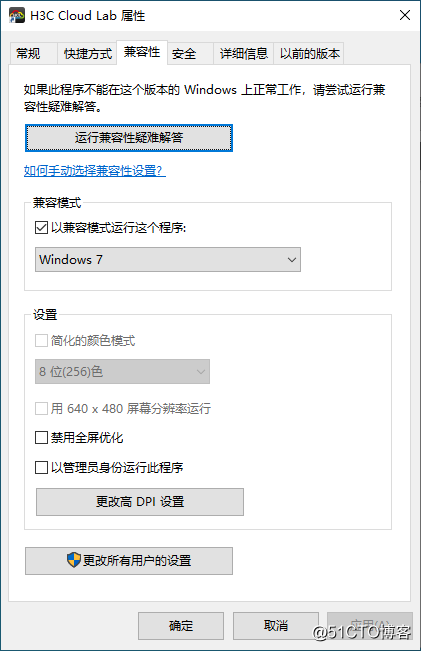 H3C Cloud Lab 属性
常规 快捷方式 兼容性 安全 详细信息 以前的版本
如果此程序不能在这个版本的 Windows 上正常工作，请尝试运行兼
容性疑难解答。
运行兼容性疑难解答
如何手动选择兼容性设置?
兼容模式
以兼容模式运行这个程序:
Windows 7
设置
简化的颜色模式
8 位(256)色
用 640 x 480 屏幕分辨率运行
禁用全屏优化
以管理员身份运行此程序
更改高 DPI 设置
更改所有用户的设置
确定 取消 应用(A)
@51CTO博客